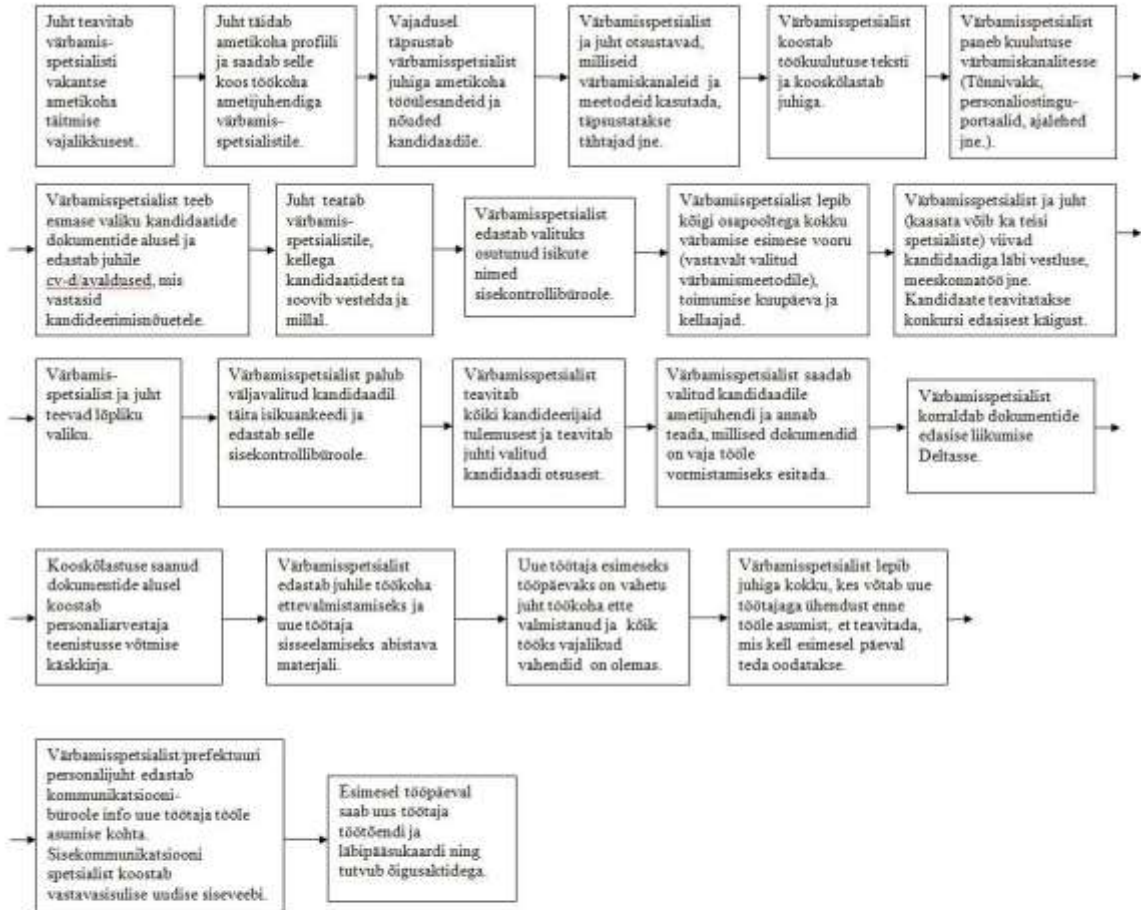 Juht teavitab
värbamis-
spetsialisti
vakantse
ametikoha
täitmise
vajalikkusest.
Juht täidab
ametikoha profiili
ja saadab selle
koos töökoha
ametijuhendiga
värbamis-
spetsialistile.
Vajadusel
täpsustab
värbamisspetsialist
juhiga ametikoha
tööülesandeid ja
nõuded
kandidaadile.
Värbamisspetsialist
ja juht otsustavad,
milliseid
värbamiskanaleid ja
meetodeid kasutada,
täpsustatakse
tähtajad jne.
Värbamisspetsialist
koostab
töökuulutuse teksti
ja kooskõlastab
juhiga.
Värbamisspetsialist
paneb kuulutuse
värbamiskanalitesse
(Tõnnivakk,
personaliostingu-
portaalid, ajalehed
jne.).
Värbamisspetsialist teeb
esmase valiku kandidaatide
dokumentide alusel ja
edastab juhile
cv-d/avaldused, mis
vastasid
kandideerimisnõuetele.
Juht teatab
värbamis-
spetsialistile,
kellega
kandidaatidest ta
soovib vestelda ja
millal.
Värbamisspetsialist
edastab valituks
osutunud isikute
nimed
sisekontrollibüroole.
Värbamisspetsialist lepib
kõigi osapooltega kokku
värbamise esimese vooru
(vastavalt valitud
värbamismeetodile),
toimumise kuupäeva ja
kellaajad.
Värbamisspetsialist ja juht
(kaasata võib ka teisi
spetsialiste) viivad
kandidaadiga läbi vestluse,
meeskonnatöö jne.
Kandidaate teavitatakse
konkursi edasisest käigust.
Värbamis-
spetsialist ja juht
teevad lõpliku
valiku.
Värbamisspetsialist palub
väljavalitud kandidaadil
täita isikuankeedi ja
edastab selle
sisekontrollibüroole.
Värbamisspetsialist
teavitab
kõiki kandideerijaid
tulemusest ja teavitab
juhti valitud
kandidaadi otsusest.
Värbamisspetsialist saadab
valitud kandidaadile
ametijuhendi ja annab
teada, millised dokumendid
on vaja tööle
vormistamiseks esitada.
Värbamisspetsialist
korraldab dokumentide
edasise liikumise
Deltasse.
Kooskõlastuse saanud
dokumentide alusel
koostab
personaliarvestaja
teenistusse võtmise
käskkirja.
Värbamisspetsialist
edastab juhile töökoha
ettevalmistamiseks ja
uue töötaja
sisseelamiseks abistava
materjali.
Uue töötaja esimeseks
tööpäevaks on vahetu
juht töökoha ette
valmistanud ja kõik
tööks vajalikud
vahendid on olemas.
Värbamisspetsialist lepib
juhiga kokku, kes võtab uue
töötajaga ühendust enne
tööle asumist, et teavitada,
mis kell esimesel päeval
teda oodatakse.
Värbamisspetsialist/prefektuuri
personalijuht edastab
kommunikatsiooni-
büroole info uue töötaja tööle
asumise kohta.
Sisekommunikatsiooni
spetsialist koostab
vastavasisulise uudise siseveebi.
Esimesel tööpäeval
saab uus töötaja
töötõendi ja
läbipääsukaardi ning
tutvub õigusaktidega.